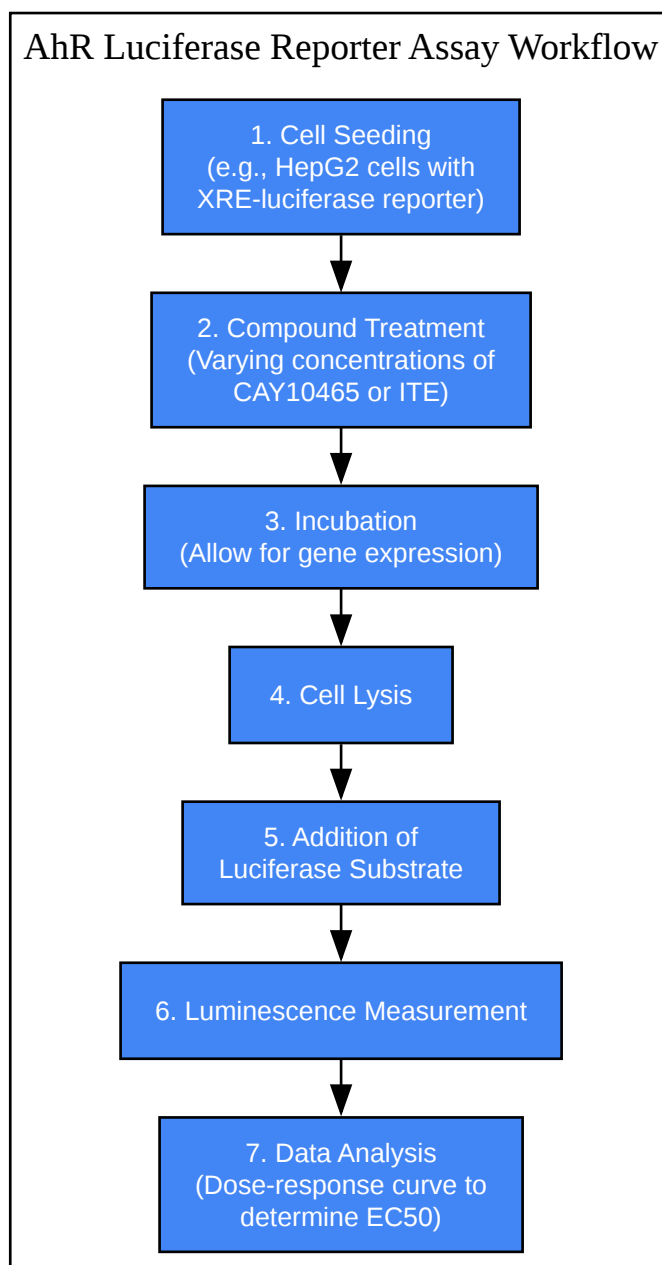 AhR Luciferase Reporter Assay Workflow
1. Cell Seeding
(e.g., HepG2 cells with
XRE-luciferase reporter)
2. Compound Treatment
(Varying concentrations of
CAY10465 or ITE)
3. Incubation
(Allow for gene expression)
4. Cell Lysis
5. Addition of
Luciferase Substrate
6. Luminescence Measurement
7. Data Analysis
(Dose-response curve to
determine EC50)